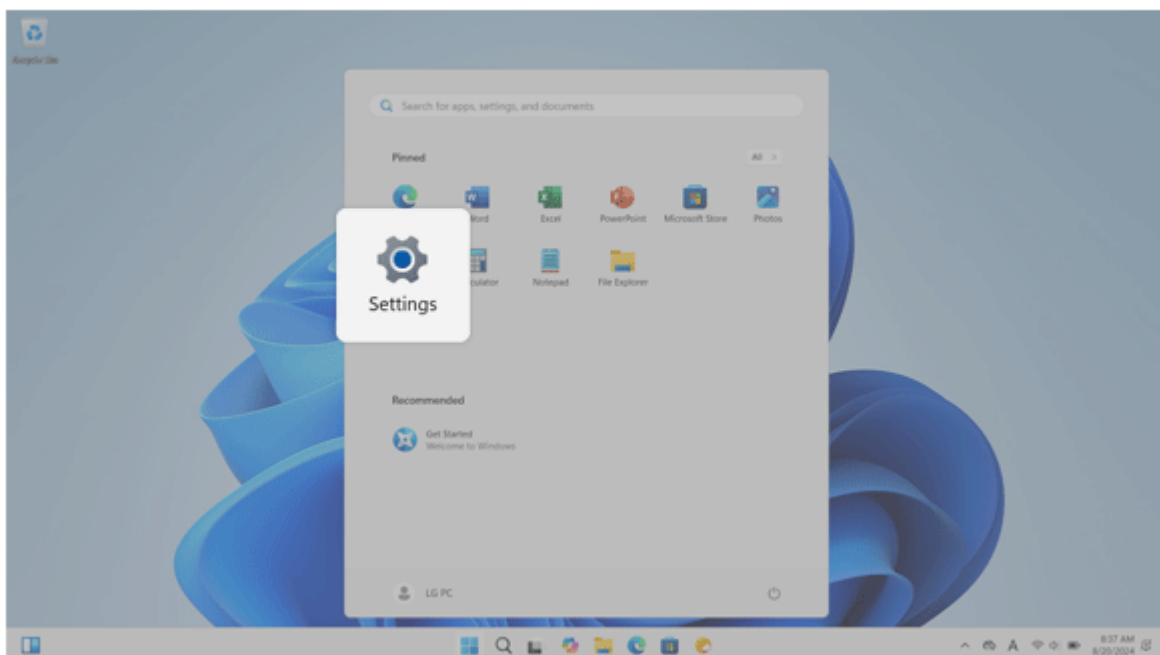 Recycle Bin
Search for apps, settings, and documents
Pinned
All >
Word
Excel
PowerPoint
Microsoft Store
Photos
Settings
culator
Notepad
File Explorer
Recommended
Get Started
Welcome to Windows
LG PC
A
8:37 AM
8/20/2024